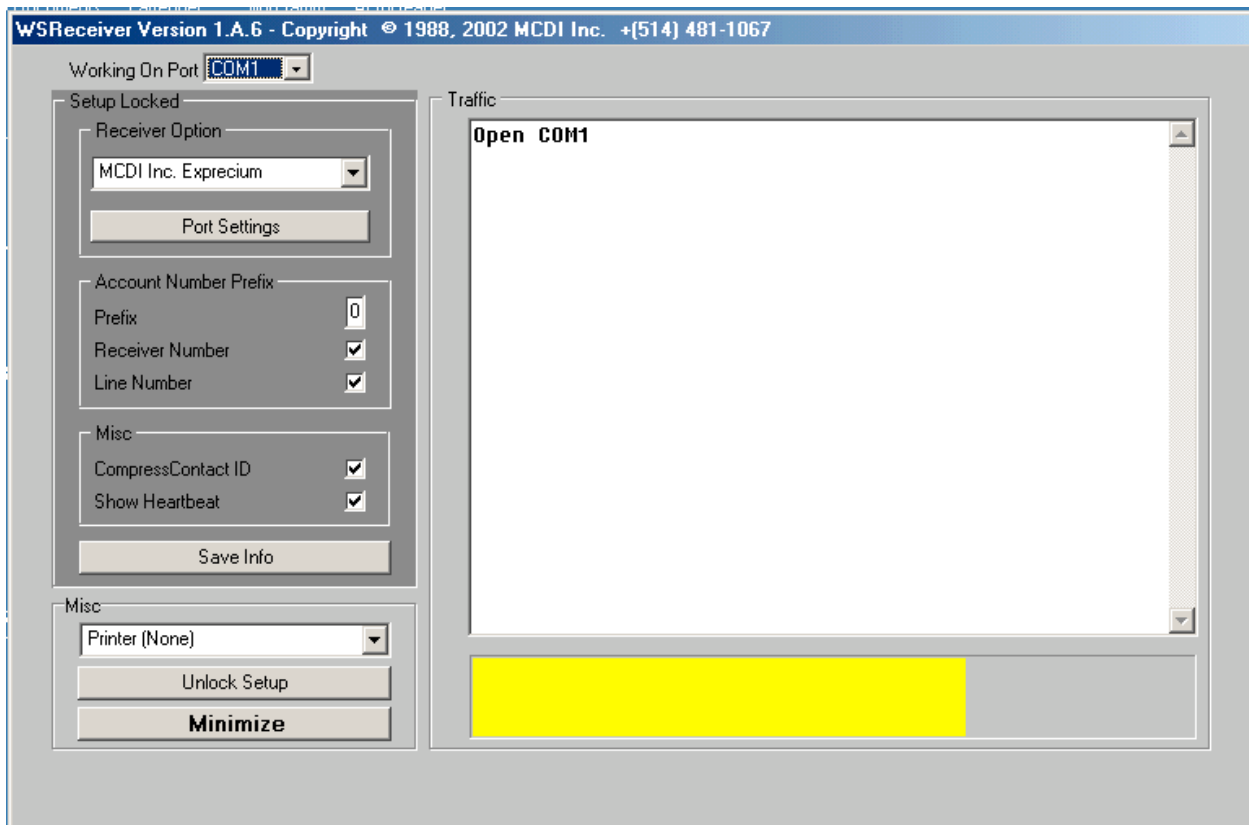 WSReceiver Version 1.A.6 - Copyright © 1988, 2002 MCDI Inc. +(514) 481-1067
Working On Port COM1
Setup Locked
Receiver Option
MCDI Inc. Exprecium
Port Settings
Account Number Prefix
Prefix 0
Receiver Number
Line Number
Misc
CompressContact ID
Show Heartbeat
Save Info
Misc
Printer (None)
Unlock Setup
Minimize
Traffic
Open COM1